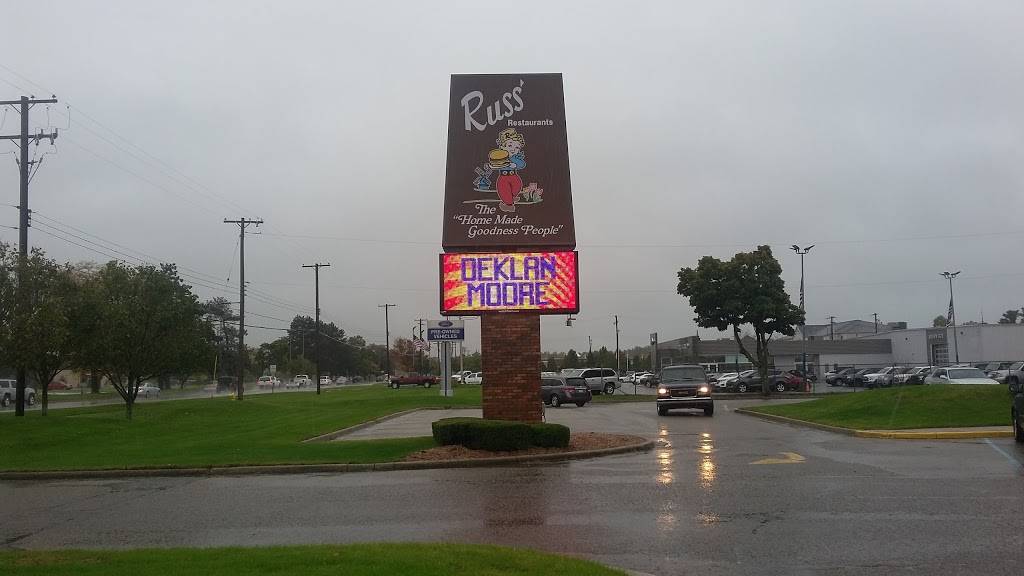 Russ'
Restaurants
The
"Home Made
Goodness People"
DEKLAN
MOORE
PRE-OWNED
VEHICLES